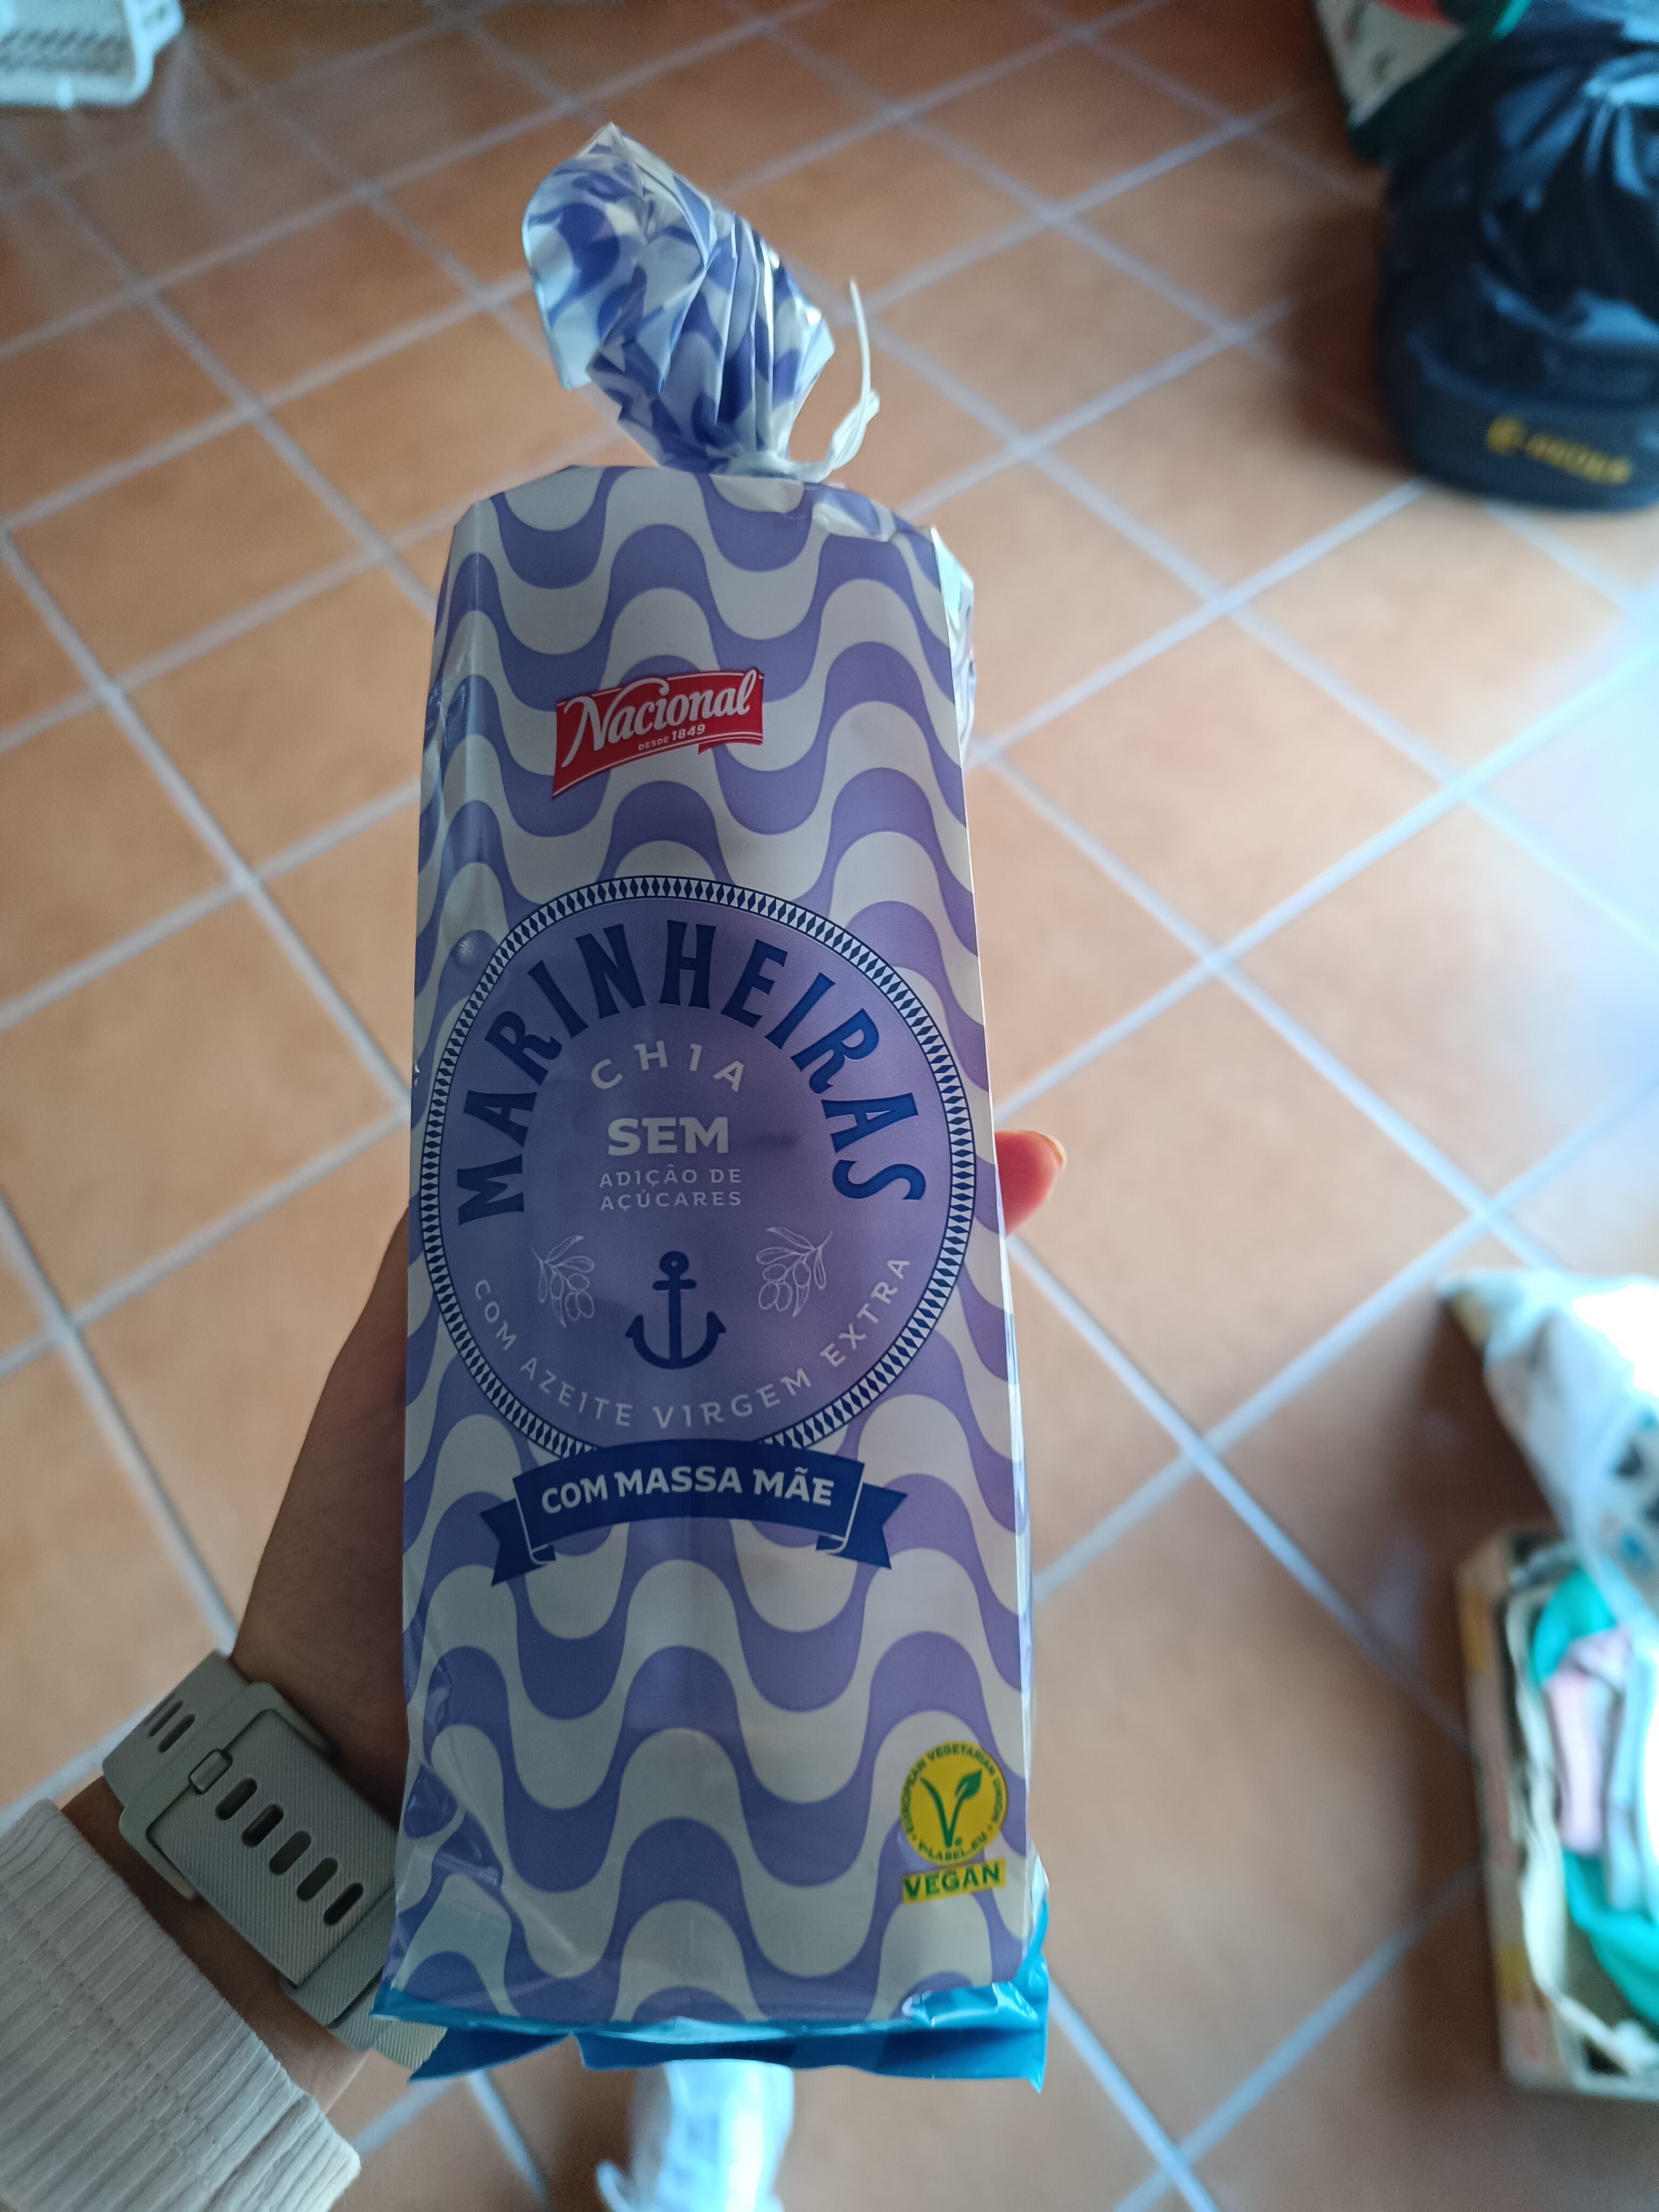 Nacional
DESDE 1849
MARINHEIRAS
CHIA
SEM
ADIÇÃO DE
AÇÚCARES
COM AZEITE VIRGEM EXTRA
COM MASSA MÃE
EUROPEAN VEGETARIAN UNION
V-LABEL.EU
VEGAN